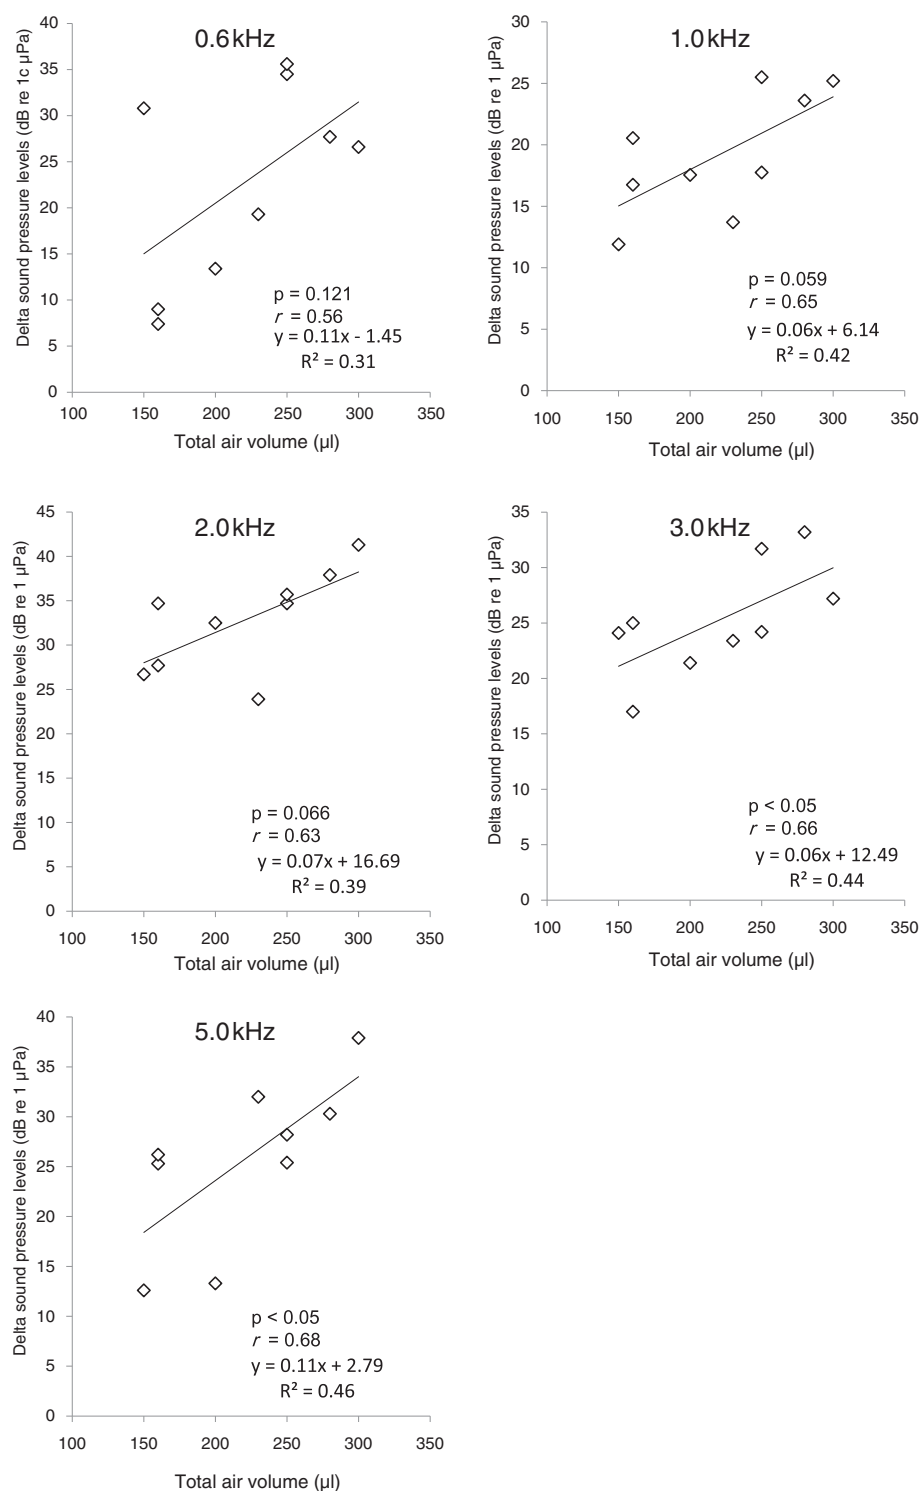 0.6kHz
Delta sound pressure levels (dB re 1c µPa)
40
35
30
25
20
15
10
5
0
p = 0.121
r = 0.56
y = 0.11x - 1.45
R² = 0.31
100 150 200 250 300 350
Total air volume (µl)
1.0kHz
Delta sound pressure levels (dB re 1 µPa)
30
25
20
15
10
5
0
p = 0.059
r = 0.65
y = 0.06x + 6.14
R² = 0.42
100 150 200 250 300 350
Total air volume (µl)
2.0kHz
Delta sound pressure levels (dB re 1 µPa)
45
40
35
30
25
20
15
10
5
0
p = 0.066
r = 0.63
y = 0.07x + 16.69
R² = 0.39
100 150 200 250 300 350
Total air volume (µl)
3.0kHz
Delta sound pressure levels (dB re 1 µPa)
35
30
25
20
15
10
5
0
p < 0.05
r = 0.66
y = 0.06x + 12.49
R² = 0.44
100 150 200 250 300 350
Total air volume (µl)
5.0kHz
Delta sound pressure levels (dB re 1 µPa)
40
35
30
25
20
15
10
5
0
p < 0.05
r = 0.68
y = 0.11x + 2.79
R² = 0.46
100 150 200 250 300 350
Total air volume (µl)